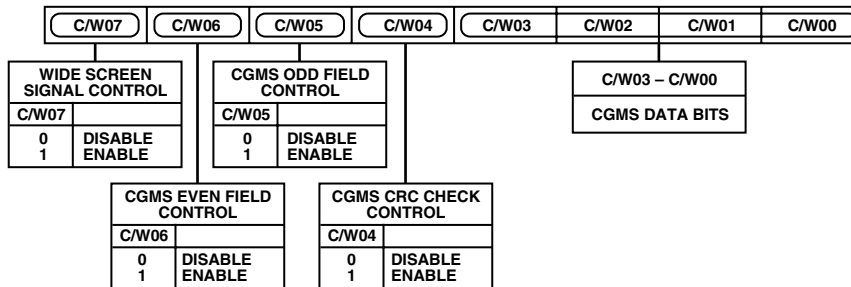 C/W07 C/W06 C/W05 C/W04 C/W03 C/W02 C/W01 C/W00
WIDE SCREEN
SIGNAL CONTROL
C/W07
0 DISABLE
1 ENABLE
CGMS ODD FIELD
CONTROL
C/W05
0 DISABLE
1 ENABLE
C/W03 – C/W00
CGMS DATA BITS
CGMS EVEN FIELD
CONTROL
C/W06
0 DISABLE
1 ENABLE
CGMS CRC CHECK
CONTROL
C/W04
0 DISABLE
1 ENABLE